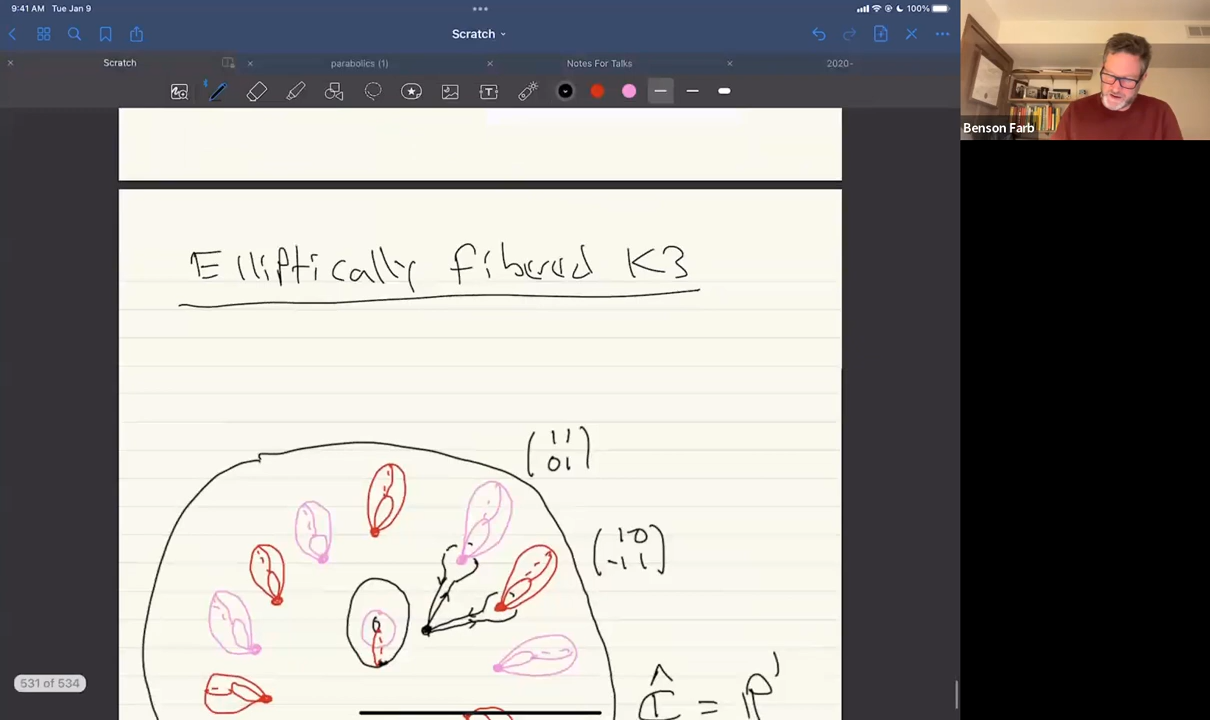 9:41 AM Tue Jan 9
100%
Scratch
Scratch
parabolics (1)
Notes For Talks
2020-
Benson Farb
Elliptically fibered K3
( 1 1
0 1 )
( 1 0
-1 1 )
Ĉ = P¹
531 of 534